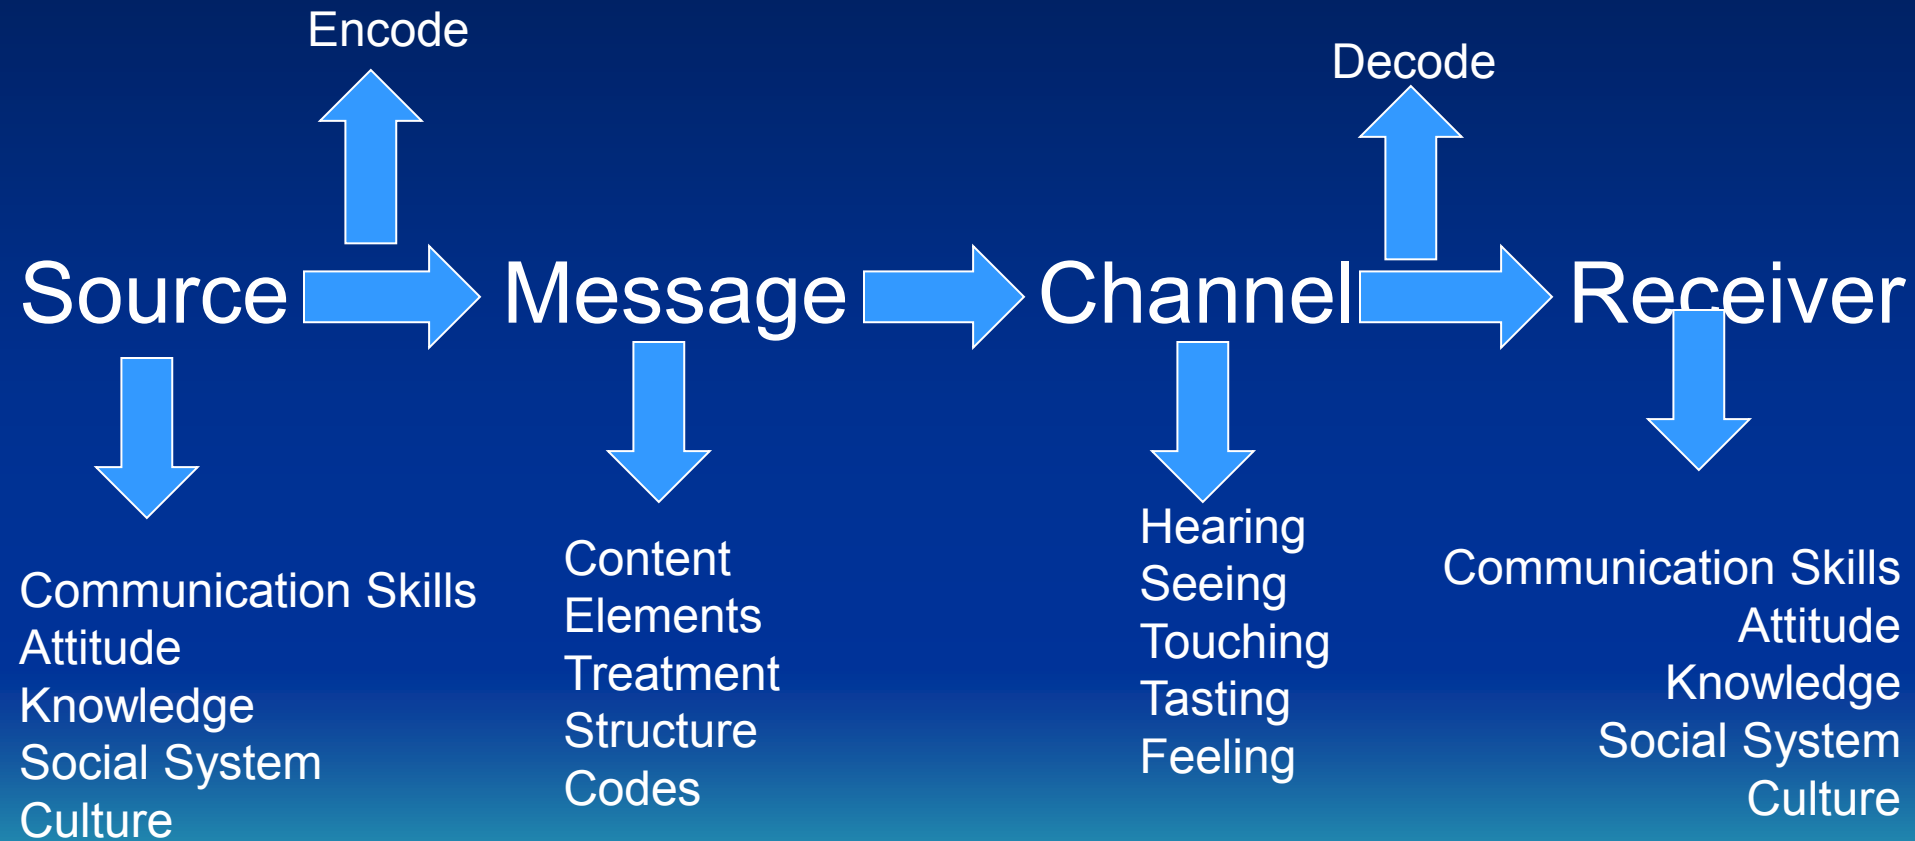 Encode
Decode
Source Message Channel Receiver
Communication Skills
Attitude
Knowledge
Social System
Culture
Content
Elements
Treatment
Structure
Codes
Hearing
Seeing
Touching
Tasting
Feeling
Communication Skills
Attitude
Knowledge
Social System
Culture